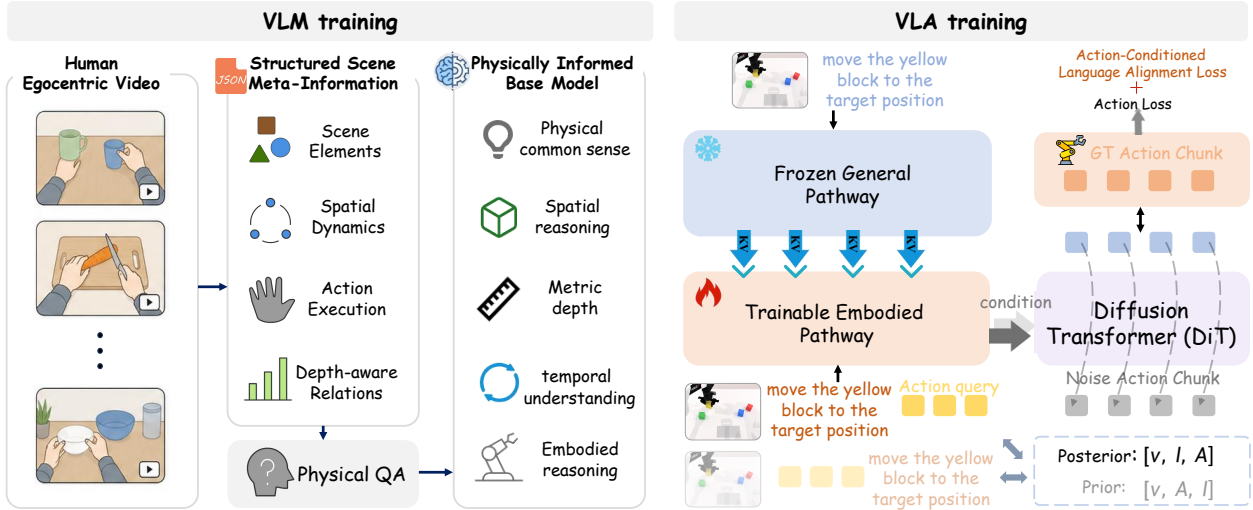 VLM training
Human
Egocentric Video
JSON
Structured Scene
Meta-Information
Scene
Elements
Spatial
Dynamics
Action
Execution
Depth-aware
Relations
?
Physical QA
Physically Informed
Base Model
Physical
common sense
Spatial
reasoning
Metric
depth
temporal
understanding
Embodied
reasoning
VLA training
move the yellow
block to the
target position
Frozen General
Pathway
KV KV KV KV
Trainable Embodied
Pathway
condition
move the yellow
block to the
target position
Action query
move the yellow
block to the
target position
Action-Conditioned
Language Alignment Loss
+
Action Loss
GT Action Chunk
Diffusion
Transformer (DiT)
Noise Action Chunk
Posterior: [v, l, A]
Prior: [v, A, l]